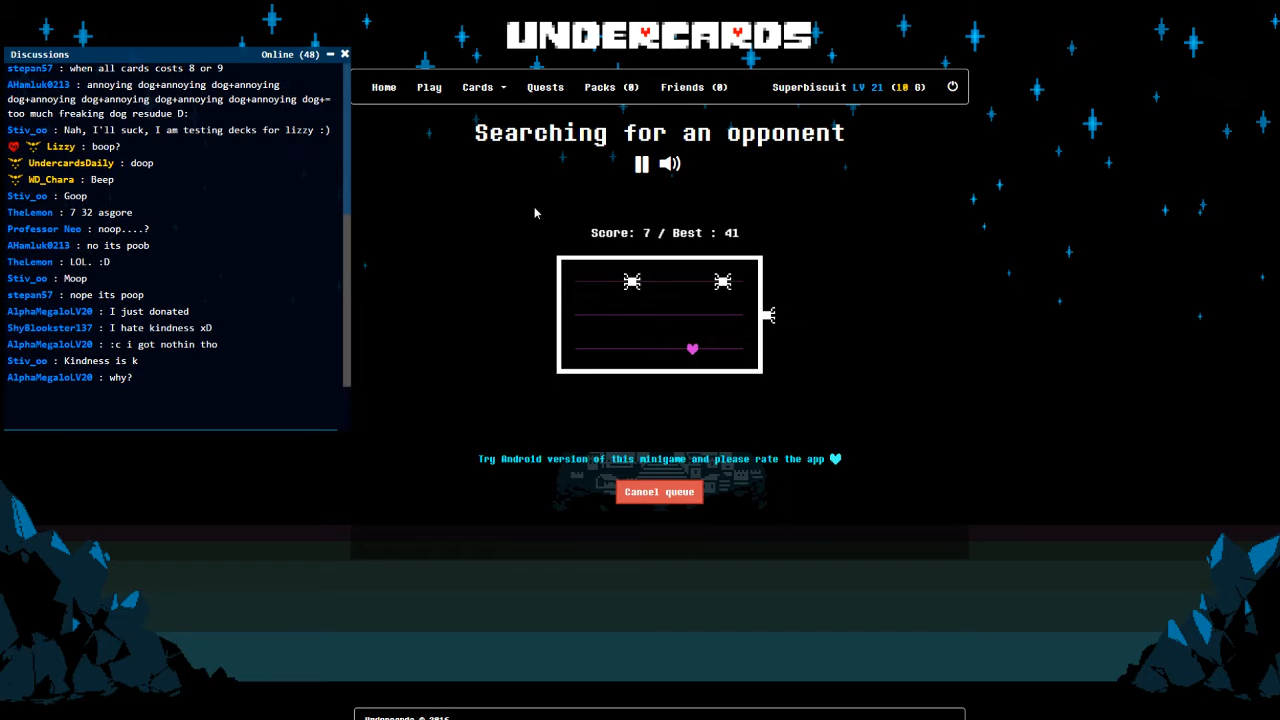 UNDERCARDS
Discussions Online (48)
stepan57 : when all cards costs 8 or 9
AHamluk0213 : annoying dog+annoying dog+annoying
dog+annoying dog+annoying dog+annoying dog+annoying dog+=
too much freaking dog resudue D:
Stiv_oo : Nah, I'll suck, I am testing decks for lizzy :)
Lizzy : boop?
UndercardsDaily : doop
WD_Chara : Beep
Stiv_oo : Goop
TheLemon : 7 32 asgore
Professor Neo : noop....?
AHamluk0213 : no its poob
TheLemon : LOL. :D
Stiv_oo : Moop
stepan57 : nope its poop
AlphaMegaloLV20 : I just donated
ShyBlookster137 : I hate kindness xD
AlphaMegaloLV20 : :c i got nothin tho
Stiv_oo : Kindness is k
AlphaMegaloLV20 : why?
Home Play Cards Quests Packs (0) Friends (0) Superbiscuit LV 21 (10 G)
Searching for an opponent
Score: 7 / Best : 41
Try Android version of this minigame and please rate the app
Cancel queue
Undercards © 2016